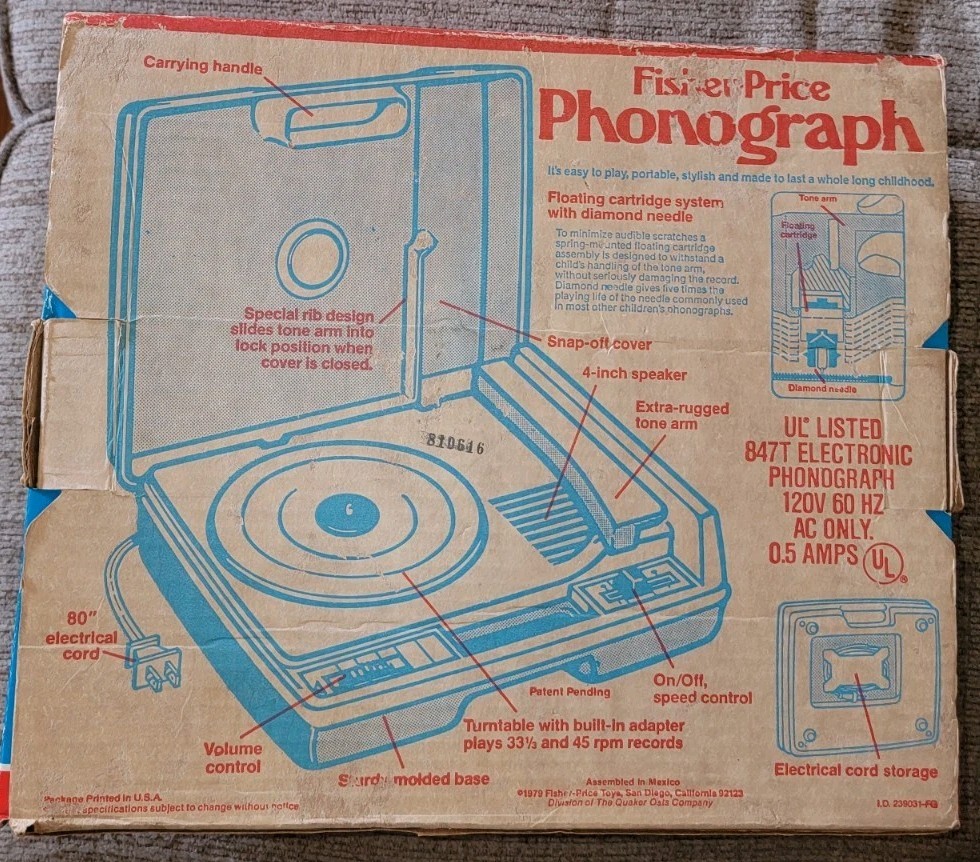 Carrying handle
Fisher-Price
Phonograph
It's easy to play, portable, stylish and made to last a whole long childhood.
Floating cartridge system
with diamond needle
To minimize audible scratches a
spring-mounted floating cartridge
assembly is designed to withstand a
child's handling of the tone arm,
without seriously damaging the record.
Diamond needle gives five times the
playing life of the needle commonly used
in most other children's phonographs.
Tone arm
Floating
cartridge
Diamond needle
Special rib design
slides tone arm into
lock position when
cover is closed.
Snap-off cover
4-inch speaker
Extra-rugged
tone arm
810616
UL® LISTED
847T ELECTRONIC
PHONOGRAPH
120V 60 HZ
AC ONLY.
0.5 AMPS UL®
80"
electrical
cord
Patent Pending
On/Off,
speed control
Turntable with built-in adapter
plays 33⅓ and 45 rpm records
Volume
control
Sturdy molded base
Electrical cord storage
Package Printed in U.S.A.
specifications subject to change without notice
Assembled in Mexico
©1979 Fisher-Price Toys, San Diego, California 92123
Division of The Quaker Oats Company
I.D. 239031-FG